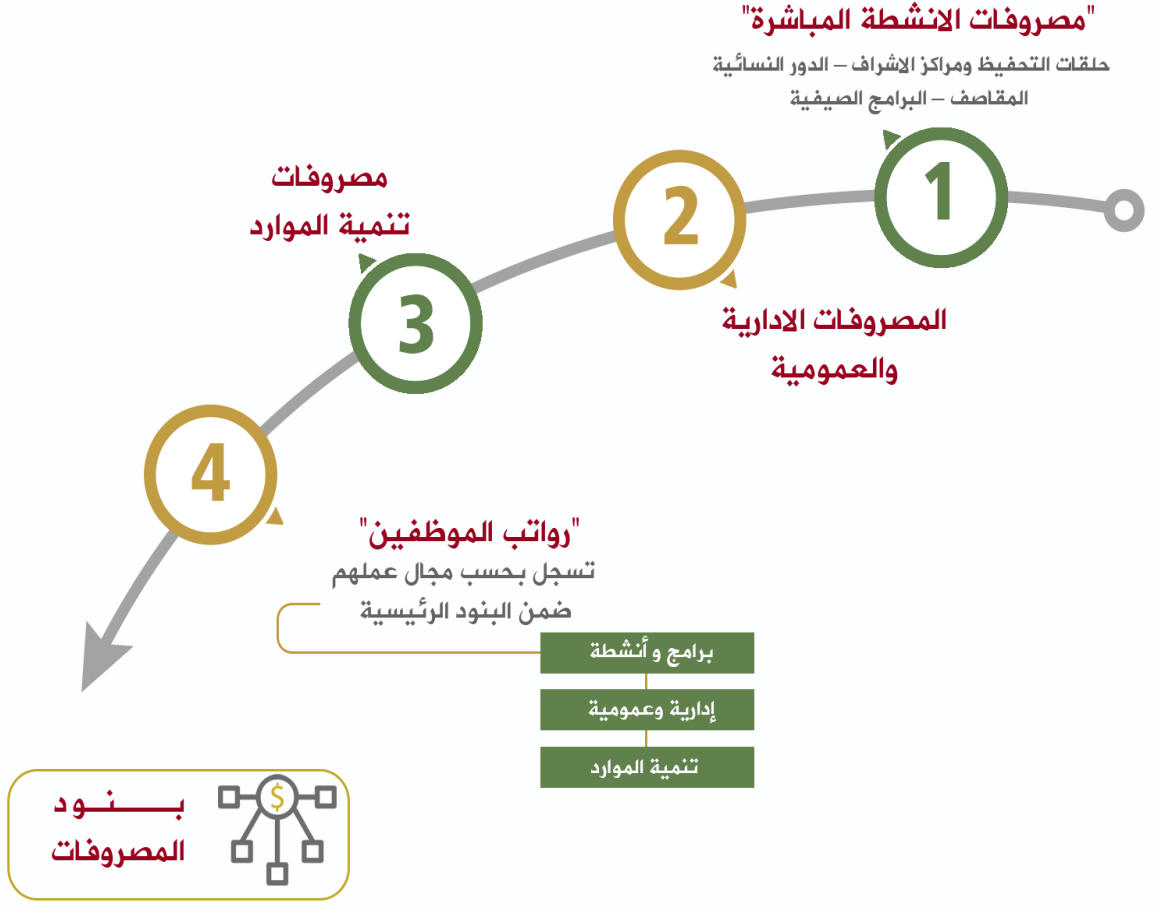 "مصروفات الانشطة المباشرة"
حلقات التحفيظ ومراكز الاشراف – الدور النسائية
المقاصف – البرامج الصيفية
1
2
المصروفات الادارية
والعمومية
مصروفات
تنمية الموارد
3
4
"رواتب الموظفين"
تسجل بحسب مجال عملهم
ضمن البنود الرئيسية
برامج و أنشطة
إدارية وعمومية
تنمية الموارد
بـــنـــود
المصروفات
$